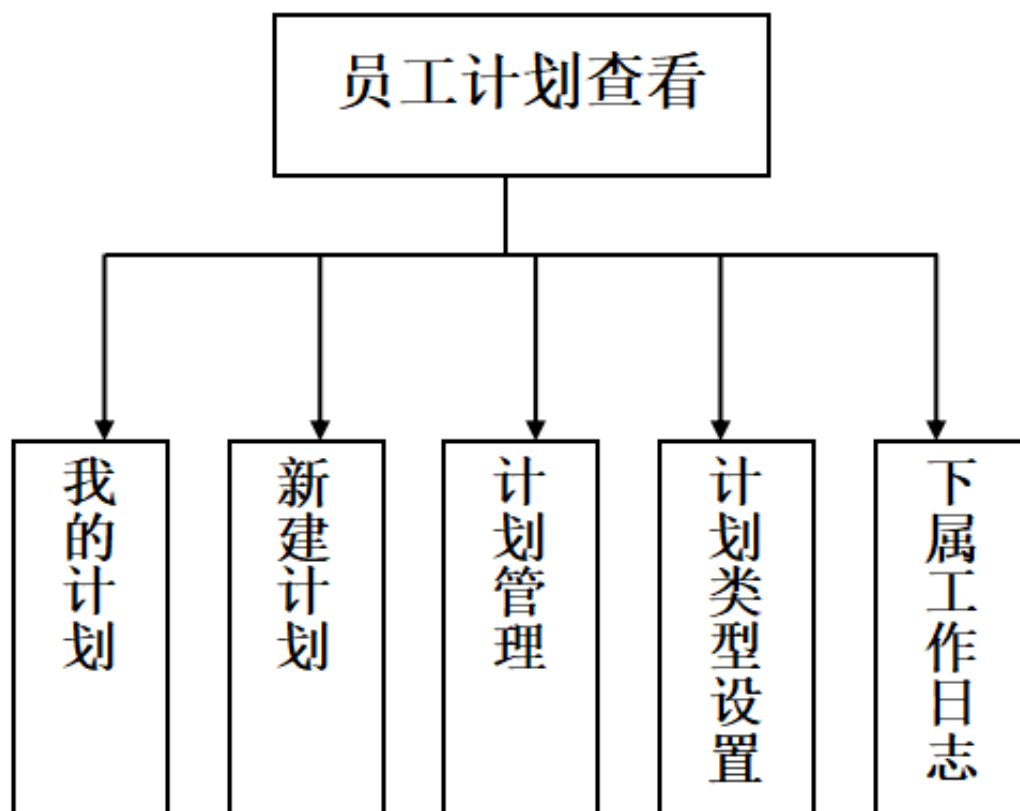 员工计划查看
我的计划
新建计划
计划管理
计划类型设置
下属工作日志